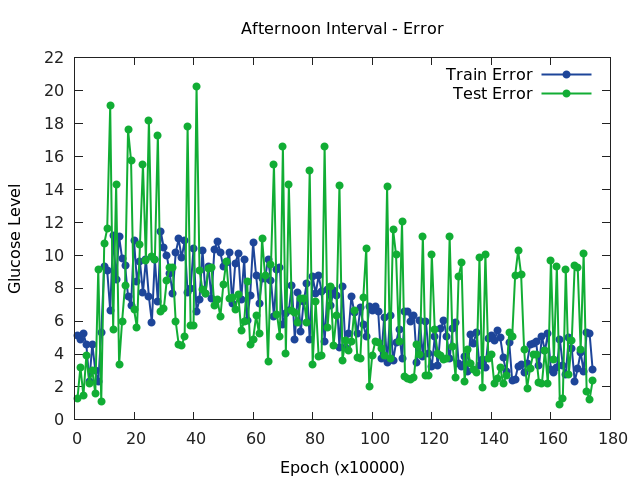 Afternoon Interval - Error
Train Error
Test Error
Glucose Level
22
20
18
16
14
12
10
8
6
4
2
0
0 20 40 60 80 100 120 140 160 180
Epoch (x10000)